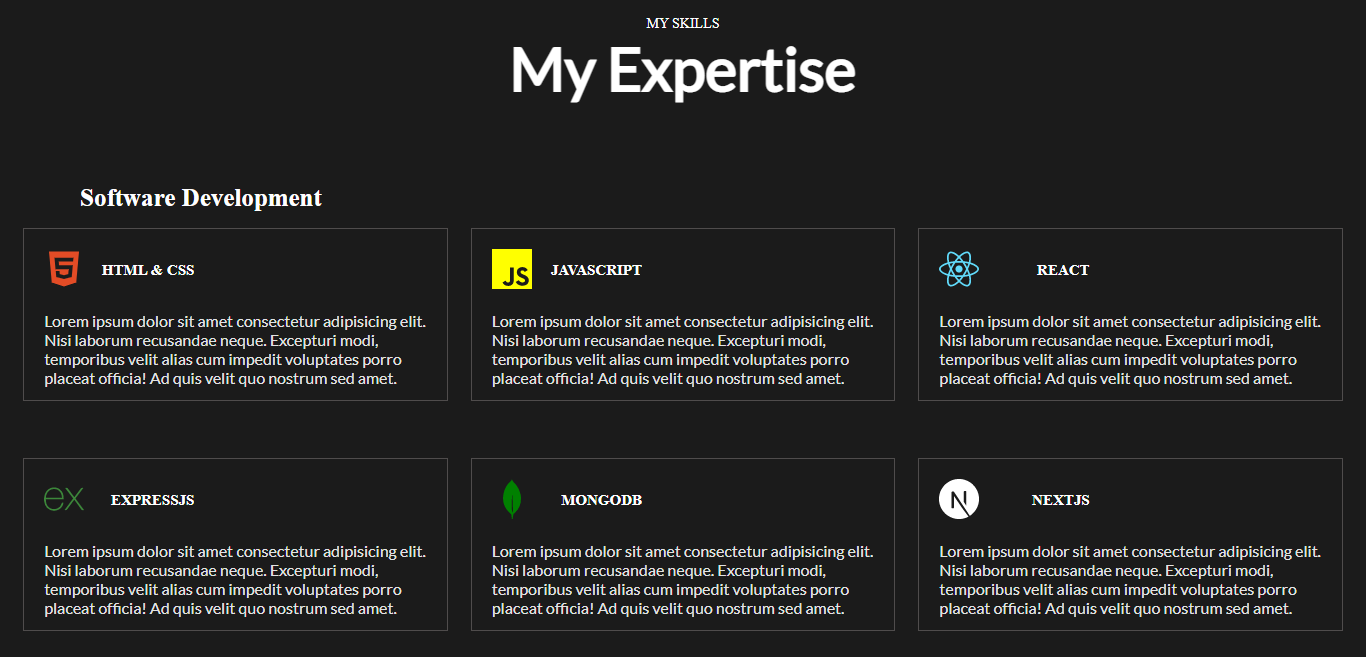 MY SKILLS
My Expertise
Software Development
HTML & CSS
Lorem ipsum dolor sit amet consectetur adipisicing elit.
Nisi laborum recusandae neque. Excepturi modi,
temporibus velit alias cum impedit voluptates porro
placeat officia! Ad quis velit quo nostrum sed amet.
JS
JAVASCRIPT
Lorem ipsum dolor sit amet consectetur adipisicing elit.
Nisi laborum recusandae neque. Excepturi modi,
temporibus velit alias cum impedit voluptates porro
placeat officia! Ad quis velit quo nostrum sed amet.
REACT
Lorem ipsum dolor sit amet consectetur adipisicing elit.
Nisi laborum recusandae neque. Excepturi modi,
temporibus velit alias cum impedit voluptates porro
placeat officia! Ad quis velit quo nostrum sed amet.
ex
EXPRESSJS
Lorem ipsum dolor sit amet consectetur adipisicing elit.
Nisi laborum recusandae neque. Excepturi modi,
temporibus velit alias cum impedit voluptates porro
placeat officia! Ad quis velit quo nostrum sed amet.
MONGODB
Lorem ipsum dolor sit amet consectetur adipisicing elit.
Nisi laborum recusandae neque. Excepturi modi,
temporibus velit alias cum impedit voluptates porro
placeat officia! Ad quis velit quo nostrum sed amet.
N
NEXTJS
Lorem ipsum dolor sit amet consectetur adipisicing elit.
Nisi laborum recusandae neque. Excepturi modi,
temporibus velit alias cum impedit voluptates porro
placeat officia! Ad quis velit quo nostrum sed amet.